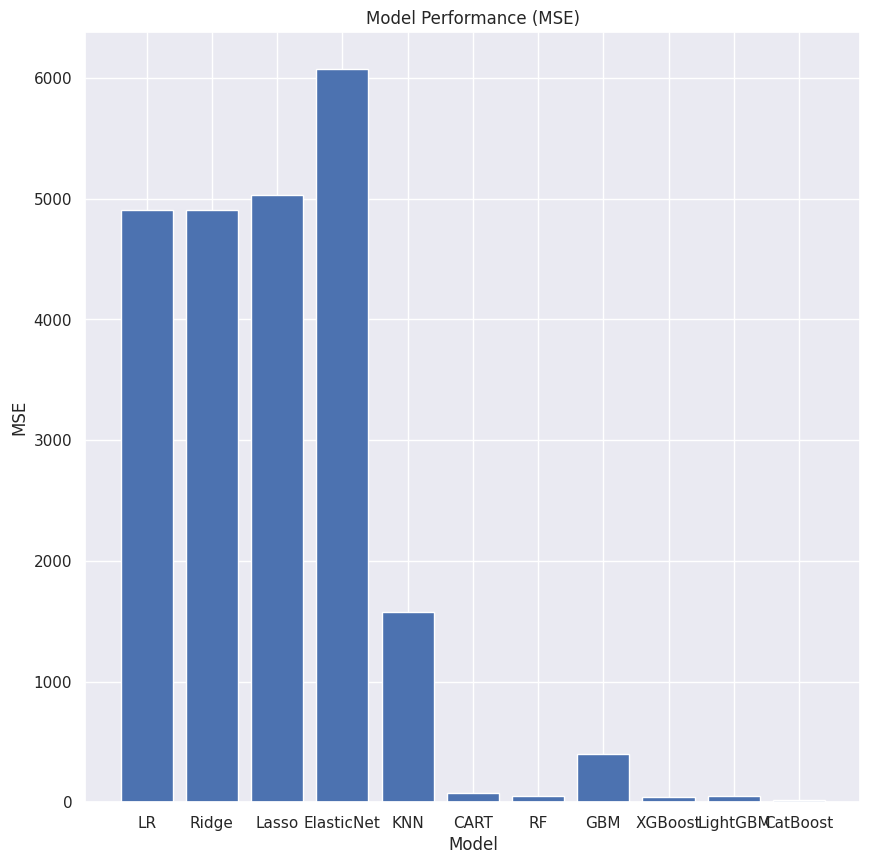 Model Performance (MSE)
MSE
6000
5000
4000
3000
2000
1000
0
LR Ridge Lasso ElasticNet KNN CART RF GBM XGBoost LightGBM CatBoost
Model